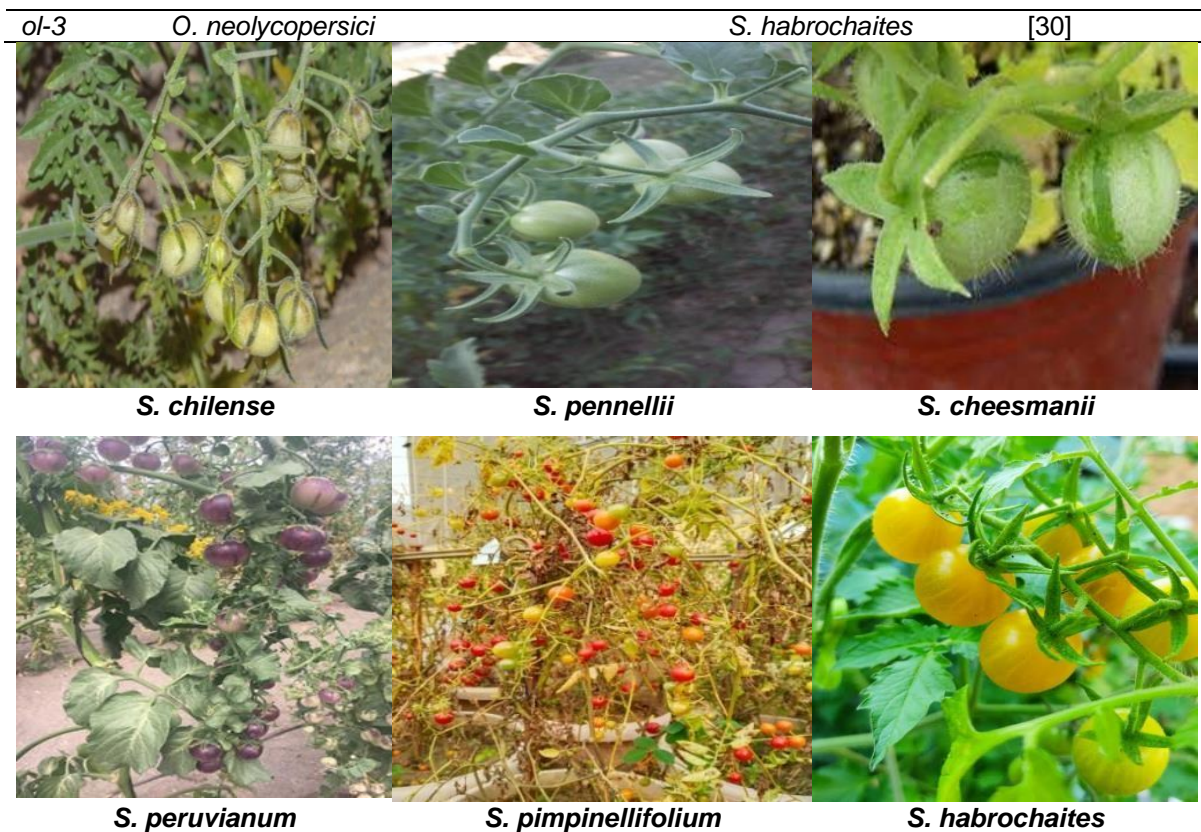 ol-3 O. neolycopersici S. habrochaites [30]
S. chilense S. pennellii S. cheesmanii
S. peruvianum S. pimpinellifolium S. habrochaites